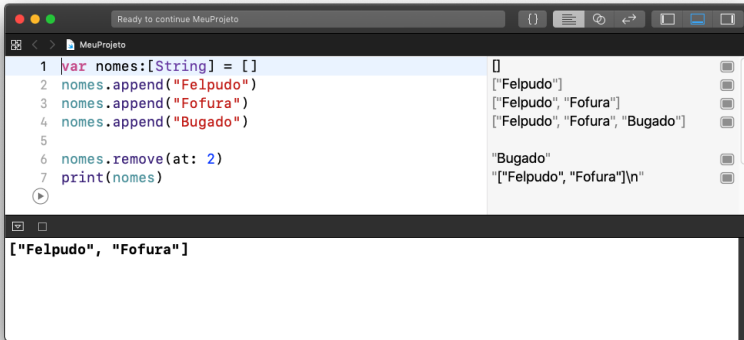 Ready to continue MeuProjeto
{}
MeuProjeto
1 var nomes:[String] = []
[]
2 nomes.append("Felpudo")
["Felpudo"]
3 nomes.append("Fofura")
["Felpudo", "Fofura"]
4 nomes.append("Bugado")
["Felpudo", "Fofura", "Bugado"]
5
6 nomes.remove(at: 2)
"Bugado"
7 print(nomes)
"["Felpudo", "Fofura"]\n"
["Felpudo", "Fofura"]